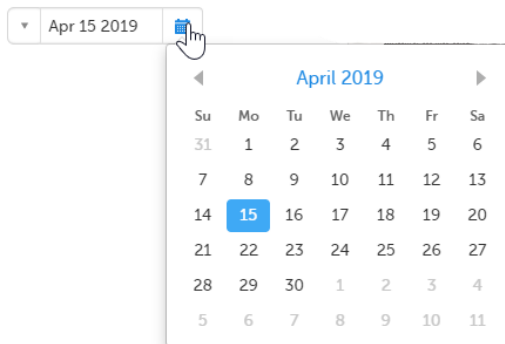 Apr 15 2019
April 2019
Su Mo Tu We Th Fr Sa
31 1 2 3 4 5 6
7 8 9 10 11 12 13
14 15 16 17 18 19 20
21 22 23 24 25 26 27
28 29 30 1 2 3 4
5 6 7 8 9 10 11